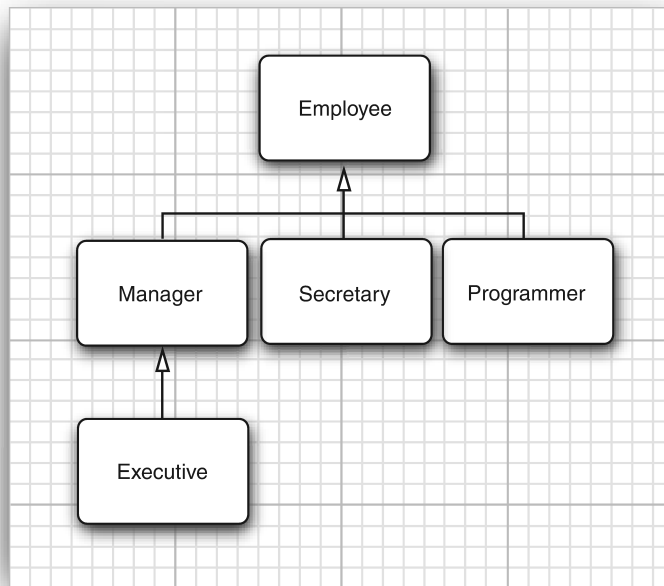 Employee
Manager
Secretary
Programmer
Executive